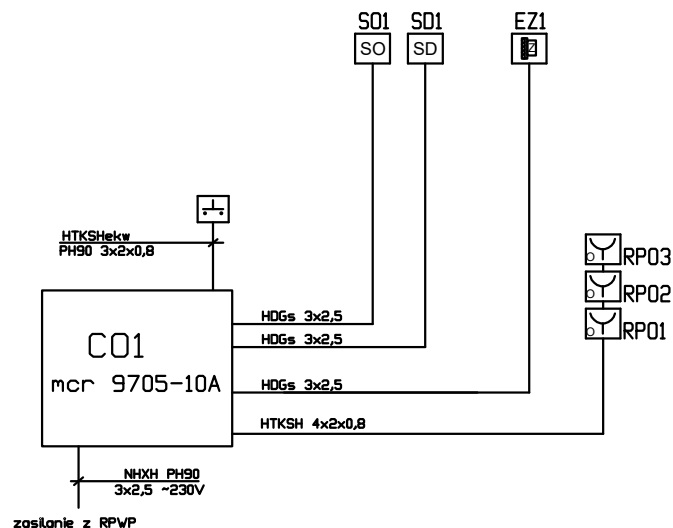 SO1 SD1 EZ1
SO SD
HTKSHekw
PH90 3x2x0,8
RPO3
RPO2
RPO1
HDGs 3x2,5
HDGs 3x2,5
HDGs 3x2,5
HTKSH 4x2x0,8
CO1
mcr 9705-10A
NHXH PH90
3x2,5 ~230V
zasilanie z RPWP